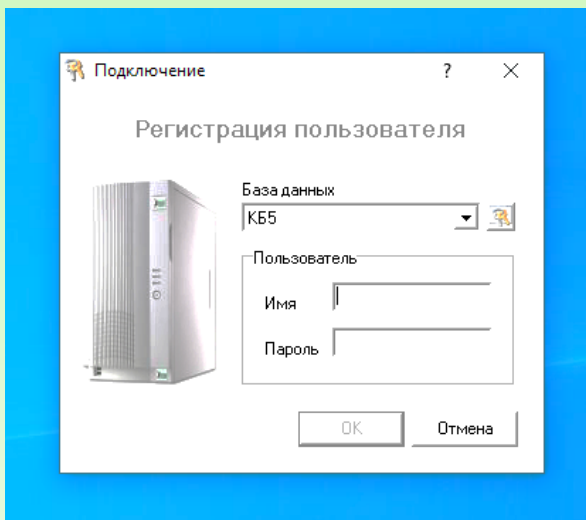 Подключение
?
Регистрация пользователя
База данных
КБ5
Пользователь
Имя
Пароль
OK
Отмена